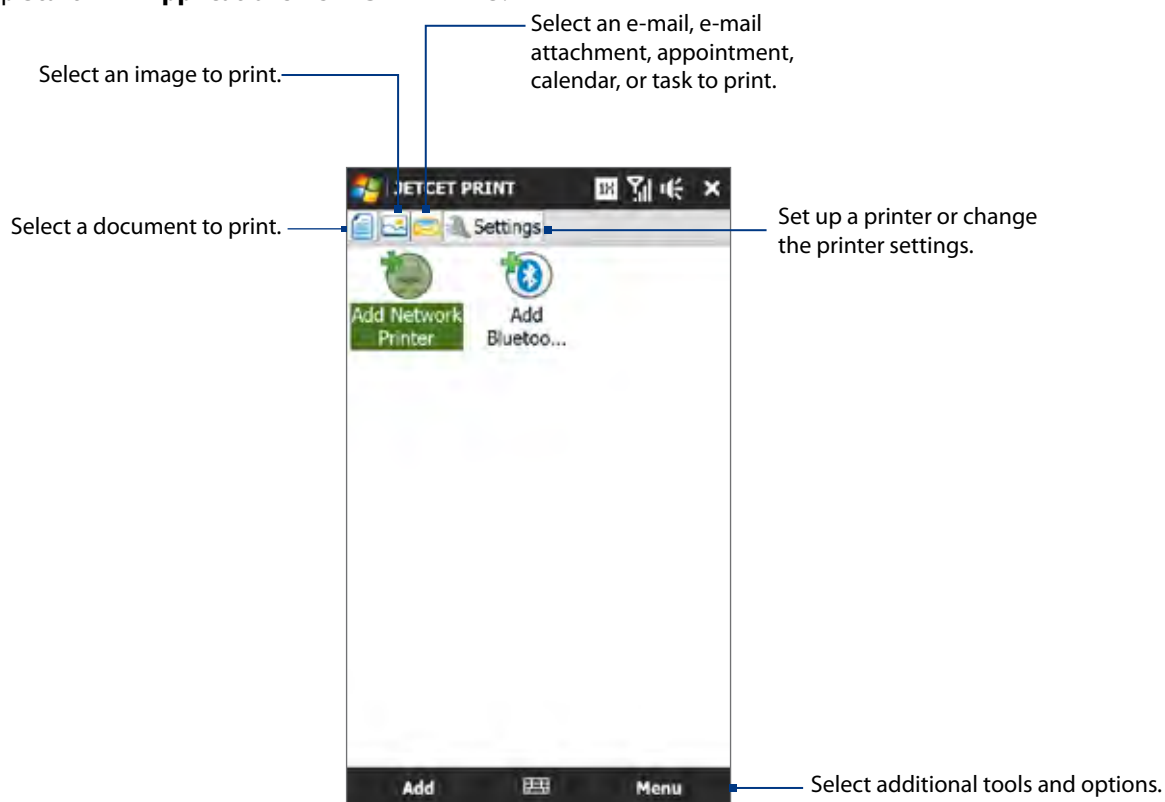 Select an e-mail, e-mail
attachment, appointment,
calendar, or task to print.
Select an image to print.
JETCET PRINT
1X
Select a document to print.
Settings
Set up a printer or change
the printer settings.
Add Network
Printer
Add
Bluetoo...
Add
Menu
Select additional tools and options.